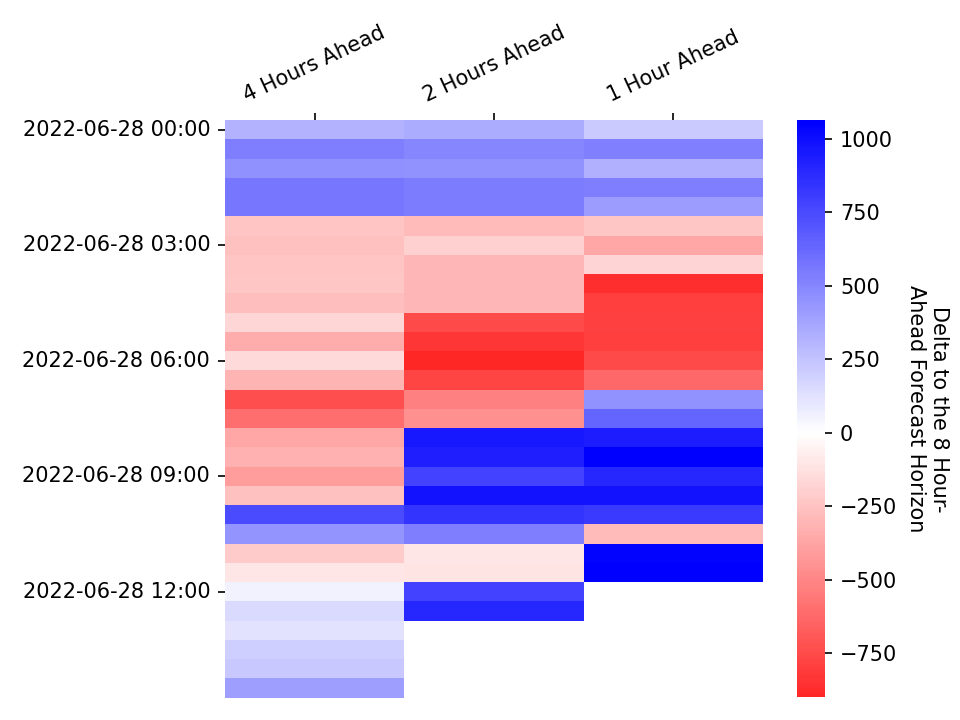 4 Hours Ahead
2 Hours Ahead
1 Hour Ahead
2022-06-28 00:00
2022-06-28 03:00
2022-06-28 06:00
2022-06-28 09:00
2022-06-28 12:00
1000
750
500
250
0
−250
−500
−750
Delta to the 8 Hour-
Ahead Forecast Horizon